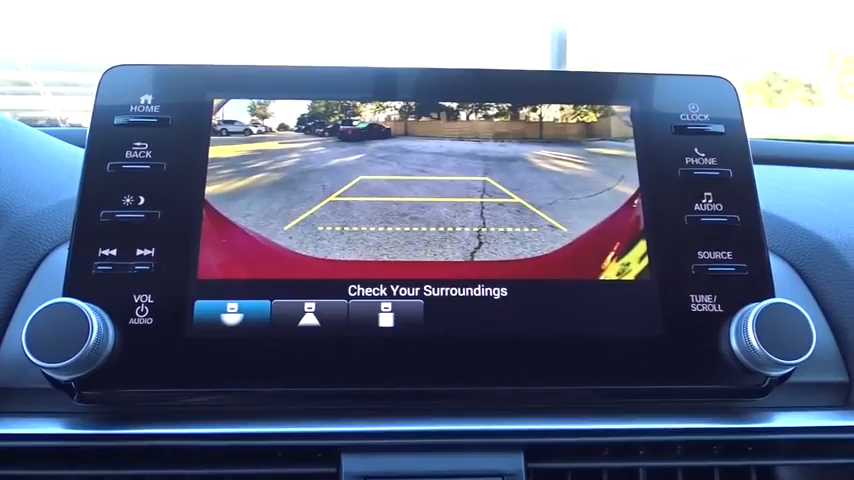 HOME
BACK
VOL
AUDIO
Check Your Surroundings
CLOCK
PHONE
AUDIO
SOURCE
TUNE/
SCROLL